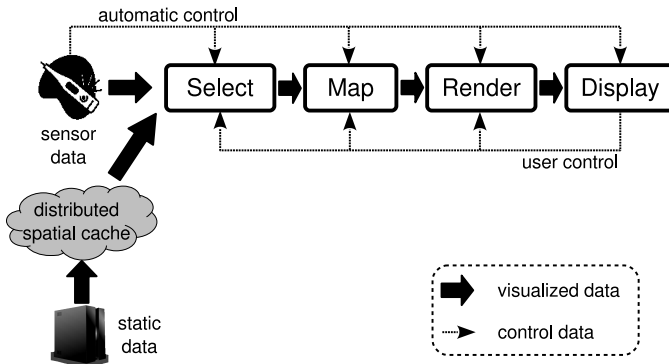 automatic control
Select
Map
Render
Display
sensor
data
user control
distributed
spatial cache
static
data
visualized data
control data